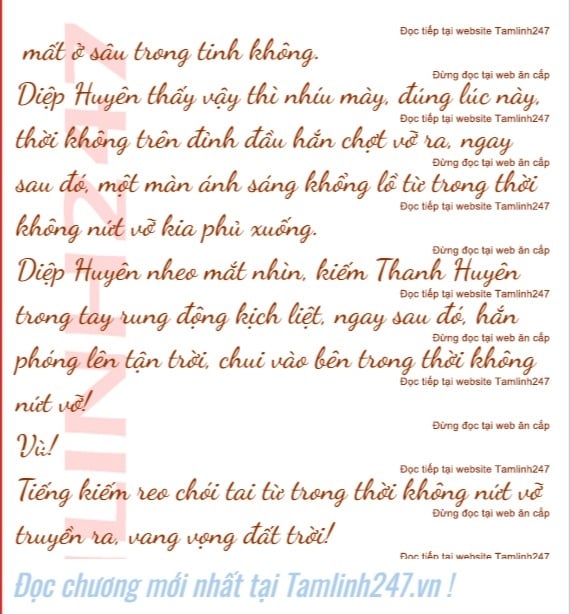 Đọc tiếp tại website Tamlinh247
mất ở sâu trong tinh không.
Đừng đọc tại web ăn cắp
Diệp Huyên thấy vậy thì nhíu mày, đúng lúc này,
Đọc tiếp tại website Tamlinh247
thời không trên đỉnh đầu hắn chợt vỡ ra, ngay
Đừng đọc tại web ăn cắp
sau đó, một màn ánh sáng khổng lồ từ trong thời
Đọc tiếp tại website Tamlinh247
không nứt vỡ kia phủ xuống.
Đừng đọc tại web ăn cắp
Diệp Huyên nheo mắt nhìn, kiếm Thanh Huyên
Đọc tiếp tại website Tamlinh247
trong tay rung động kịch liệt, ngay sau đó, hắn
Đừng đọc tại web ăn cắp
phóng lên tận trời, chui vào bên trong thời không
Đọc tiếp tại website Tamlinh247
nứt vỡ!
Đừng đọc tại web ăn cắp
Vù!
Đọc tiếp tại website Tamlinh247
Tiếng kiếm reo chói tai từ trong thời không nứt vỡ
Đừng đọc tại web ăn cắp
truyền ra, vang vọng đất trời!
Đọc tiếp tại website Tamlinh247
Đọc chương mới nhất tại Tamlinh247.vn !
LINH247